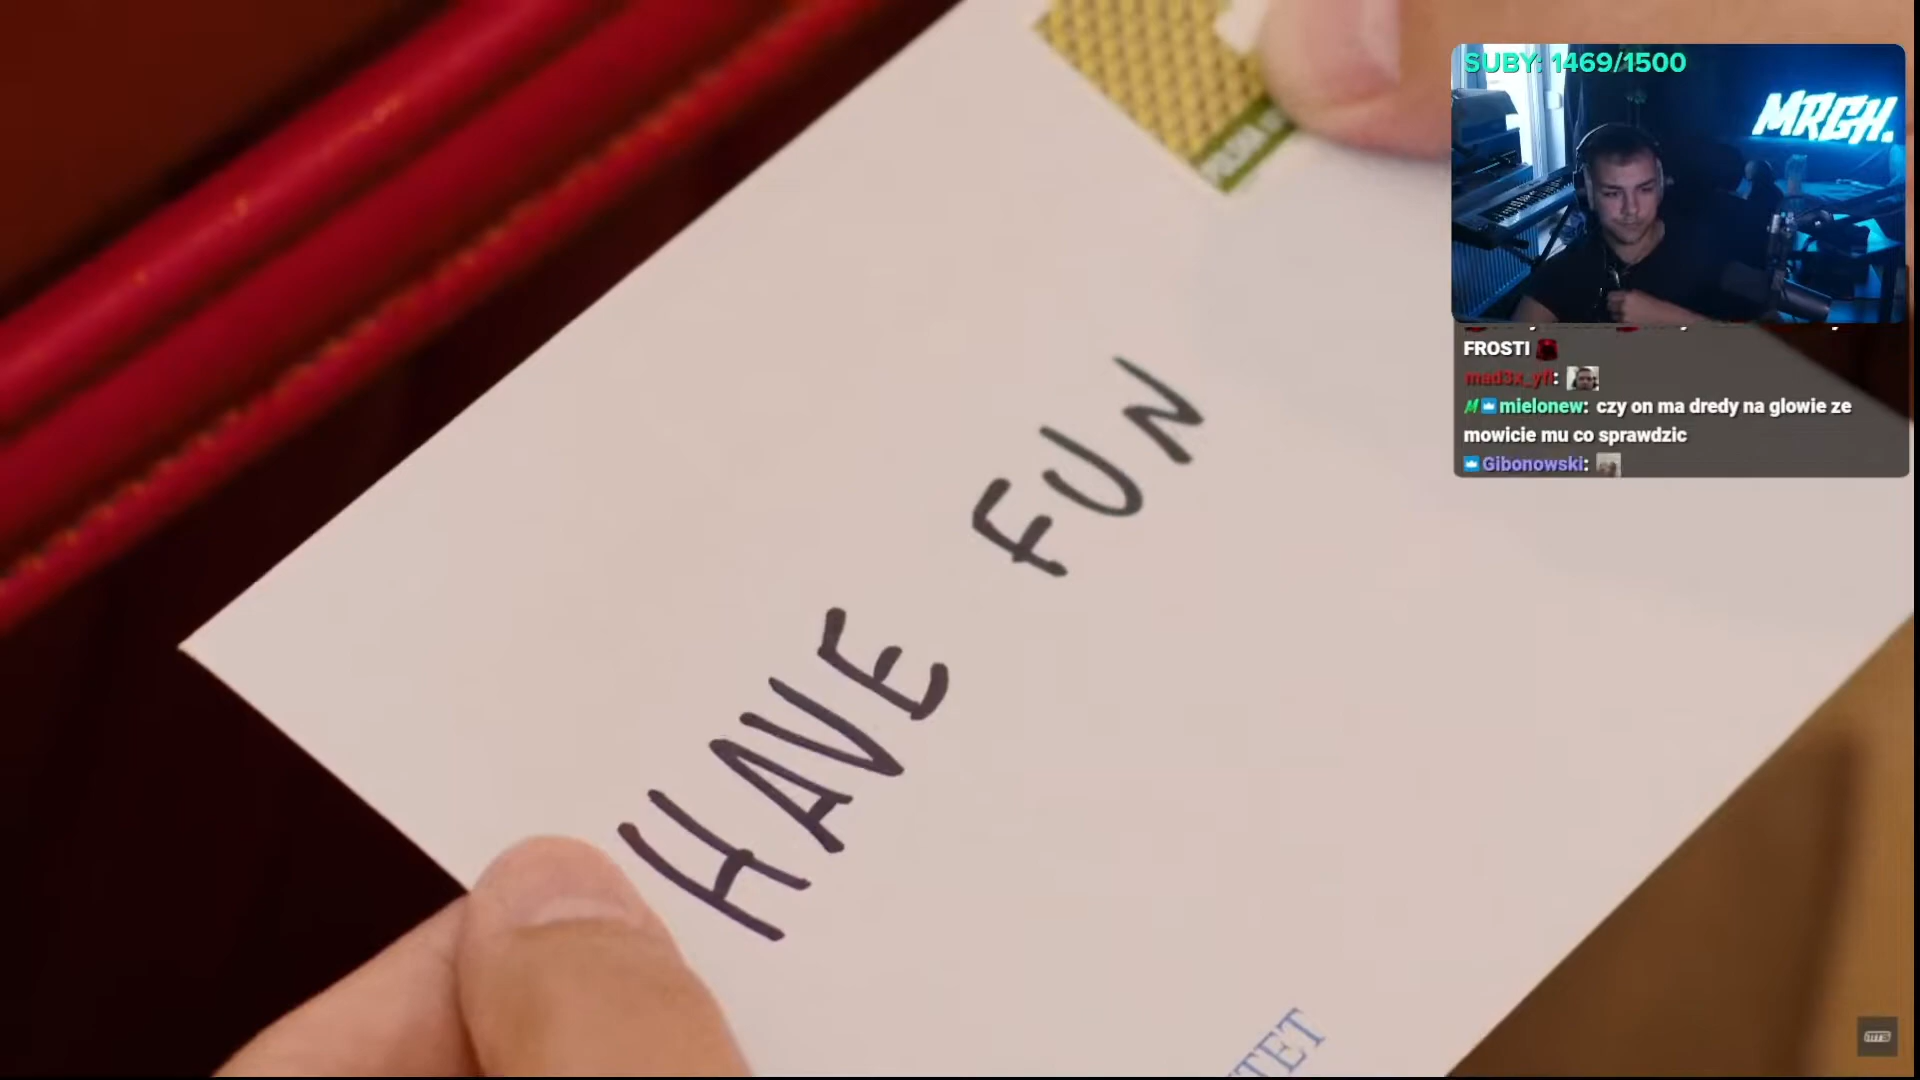 HAVE FUN
SUBY: 1469/1500
MRGH.
FROSTI
mad3x_yf!:
mielonew: czy on ma dredy na glowie ze
mowicie mu co sprawdzic
Gibonowski: